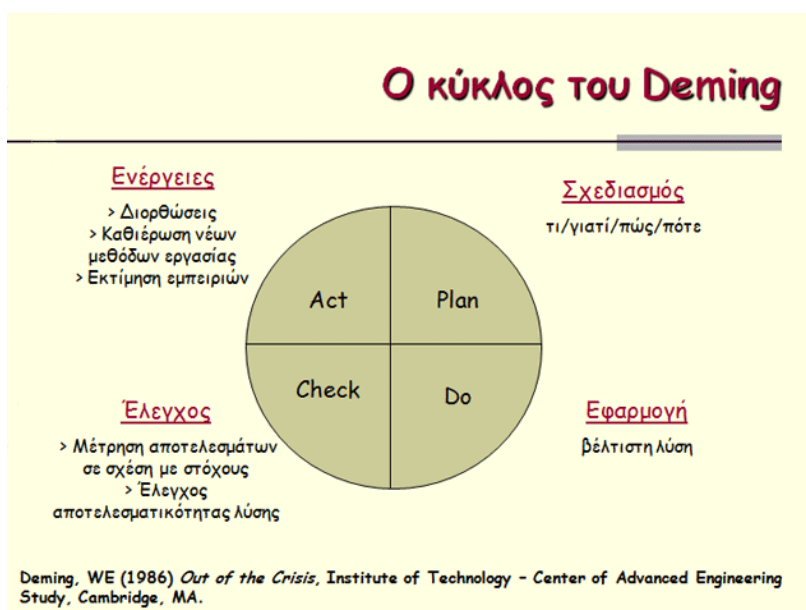 Ο κύκλος του Deming
Ενέργειες
> Διορθώσεις
> Καθιέρωση νέων
μεθόδων εργασίας
> Εκτίμηση εμπειριών
Σχεδιασμός
τι/γιατί/πώς/πότε
Act
Plan
Check
Do
Έλεγχος
> Μέτρηση αποτελεσμάτων
σε σχέση με στόχους
> Έλεγχος
αποτελεσματικότητας λύσης
Εφαρμογή
βέλτιστη λύση
Deming, WE (1986) Out of the Crisis, Institute of Technology – Center of Advanced Engineering
Study, Cambridge, MA.